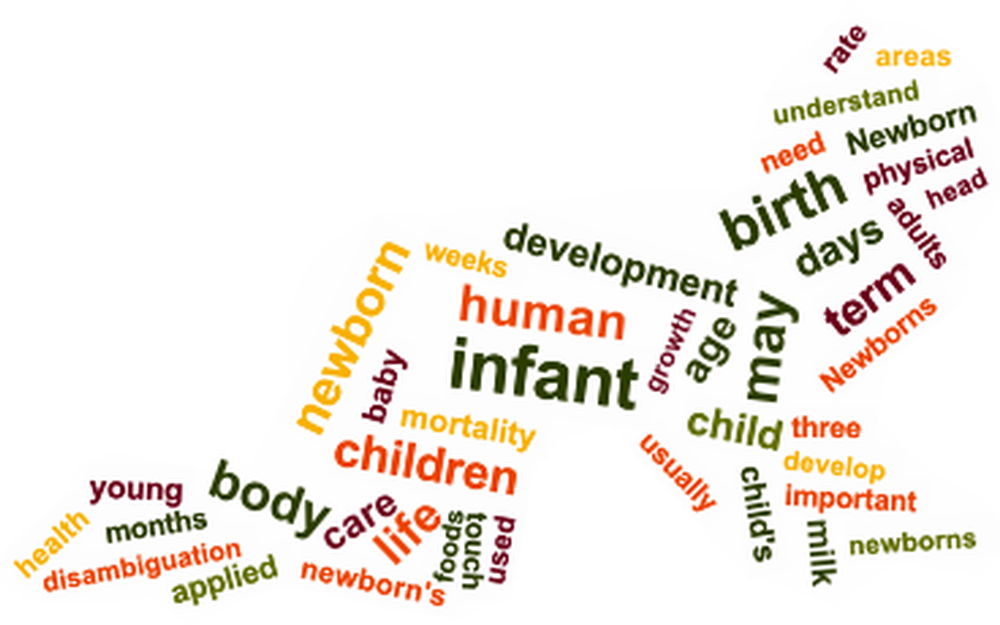 rate
areas
understand
Newborn
need
physical
birth
head
adults
days
term
Newborns
development
weeks
newborn
human
growth
age
may
infant
baby
mortality
child
three
children
usually
develop
important
child's
milk
newborns
body
young
care
life
months
health
disambiguation
applied
newborn's
foods
touch
used